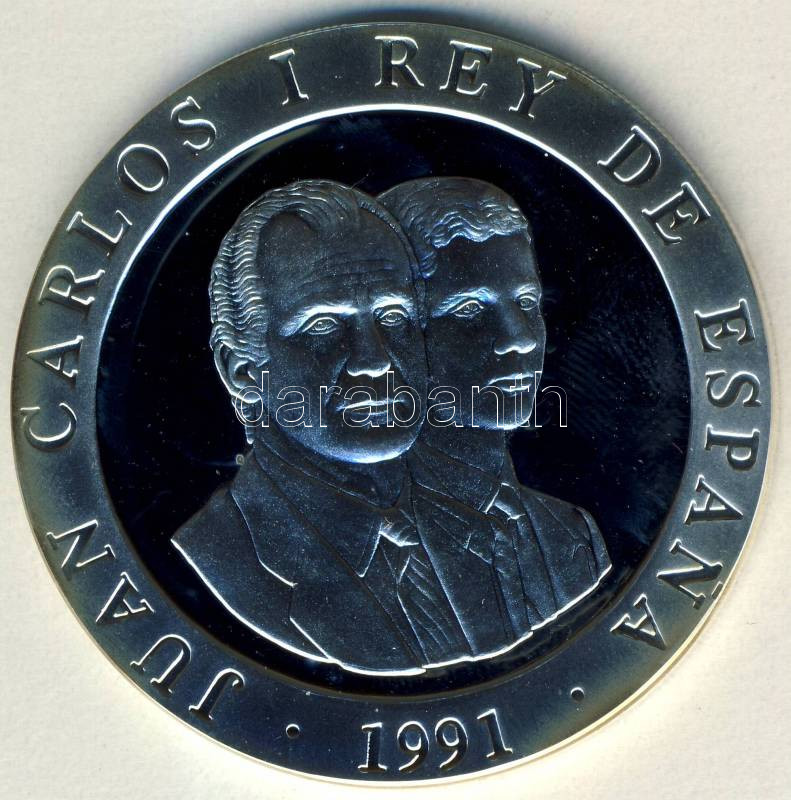 JUAN CARLOS I REY DE ESPAÑA
· 1991 ·
darabanth